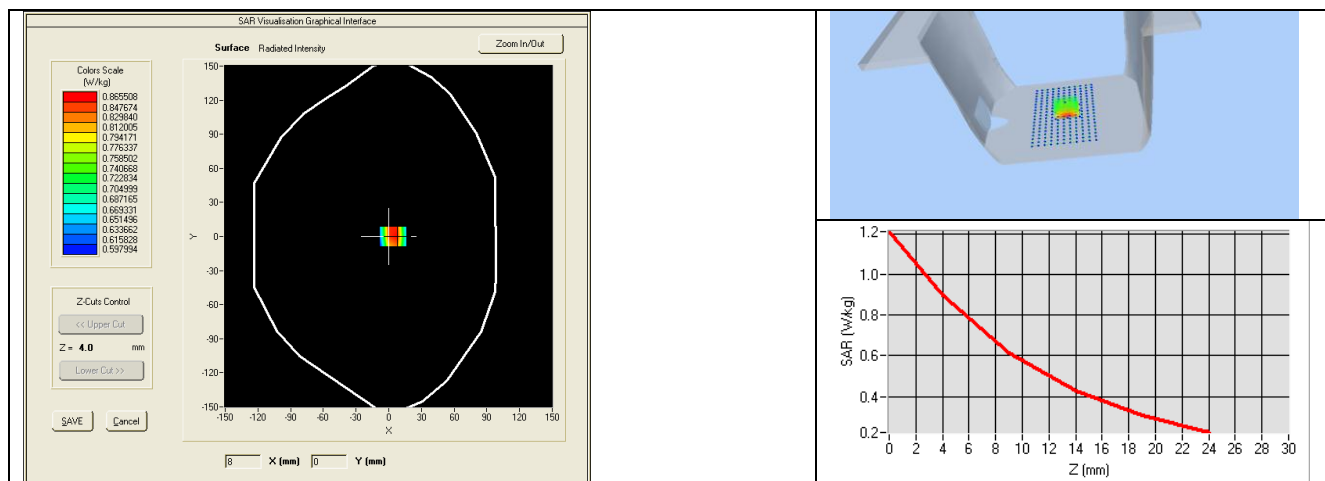 SAR Visualisation Graphical Interface
Surface Radiated Intensity
Zoom In/Out
Colors Scale
(W/kg)
0.865508
0.847674
0.829840
0.812005
0.794171
0.776337
0.758502
0.740668
0.722834
0.704999
0.687165
0.669331
0.651496
0.633662
0.615828
0.597994
Z-Cuts Control
<< Upper Cut
Z = 4.0 mm
Lower Cut >>
SAVE Cancel
150-
120-
90-
60-
30-
0-
-30-
-60-
-90-
-120-
-150-
Y
-150 -120 -90 -60 -30 0 30 60 90 120 150
X
8 X (mm) 0 Y (mm)
1.2-
1.0-
0.8-
0.6-
0.4-
0.2-
SAR (W/kg)
0 2 4 6 8 10 12 14 16 18 20 22 24 26 28 30
Z (mm)